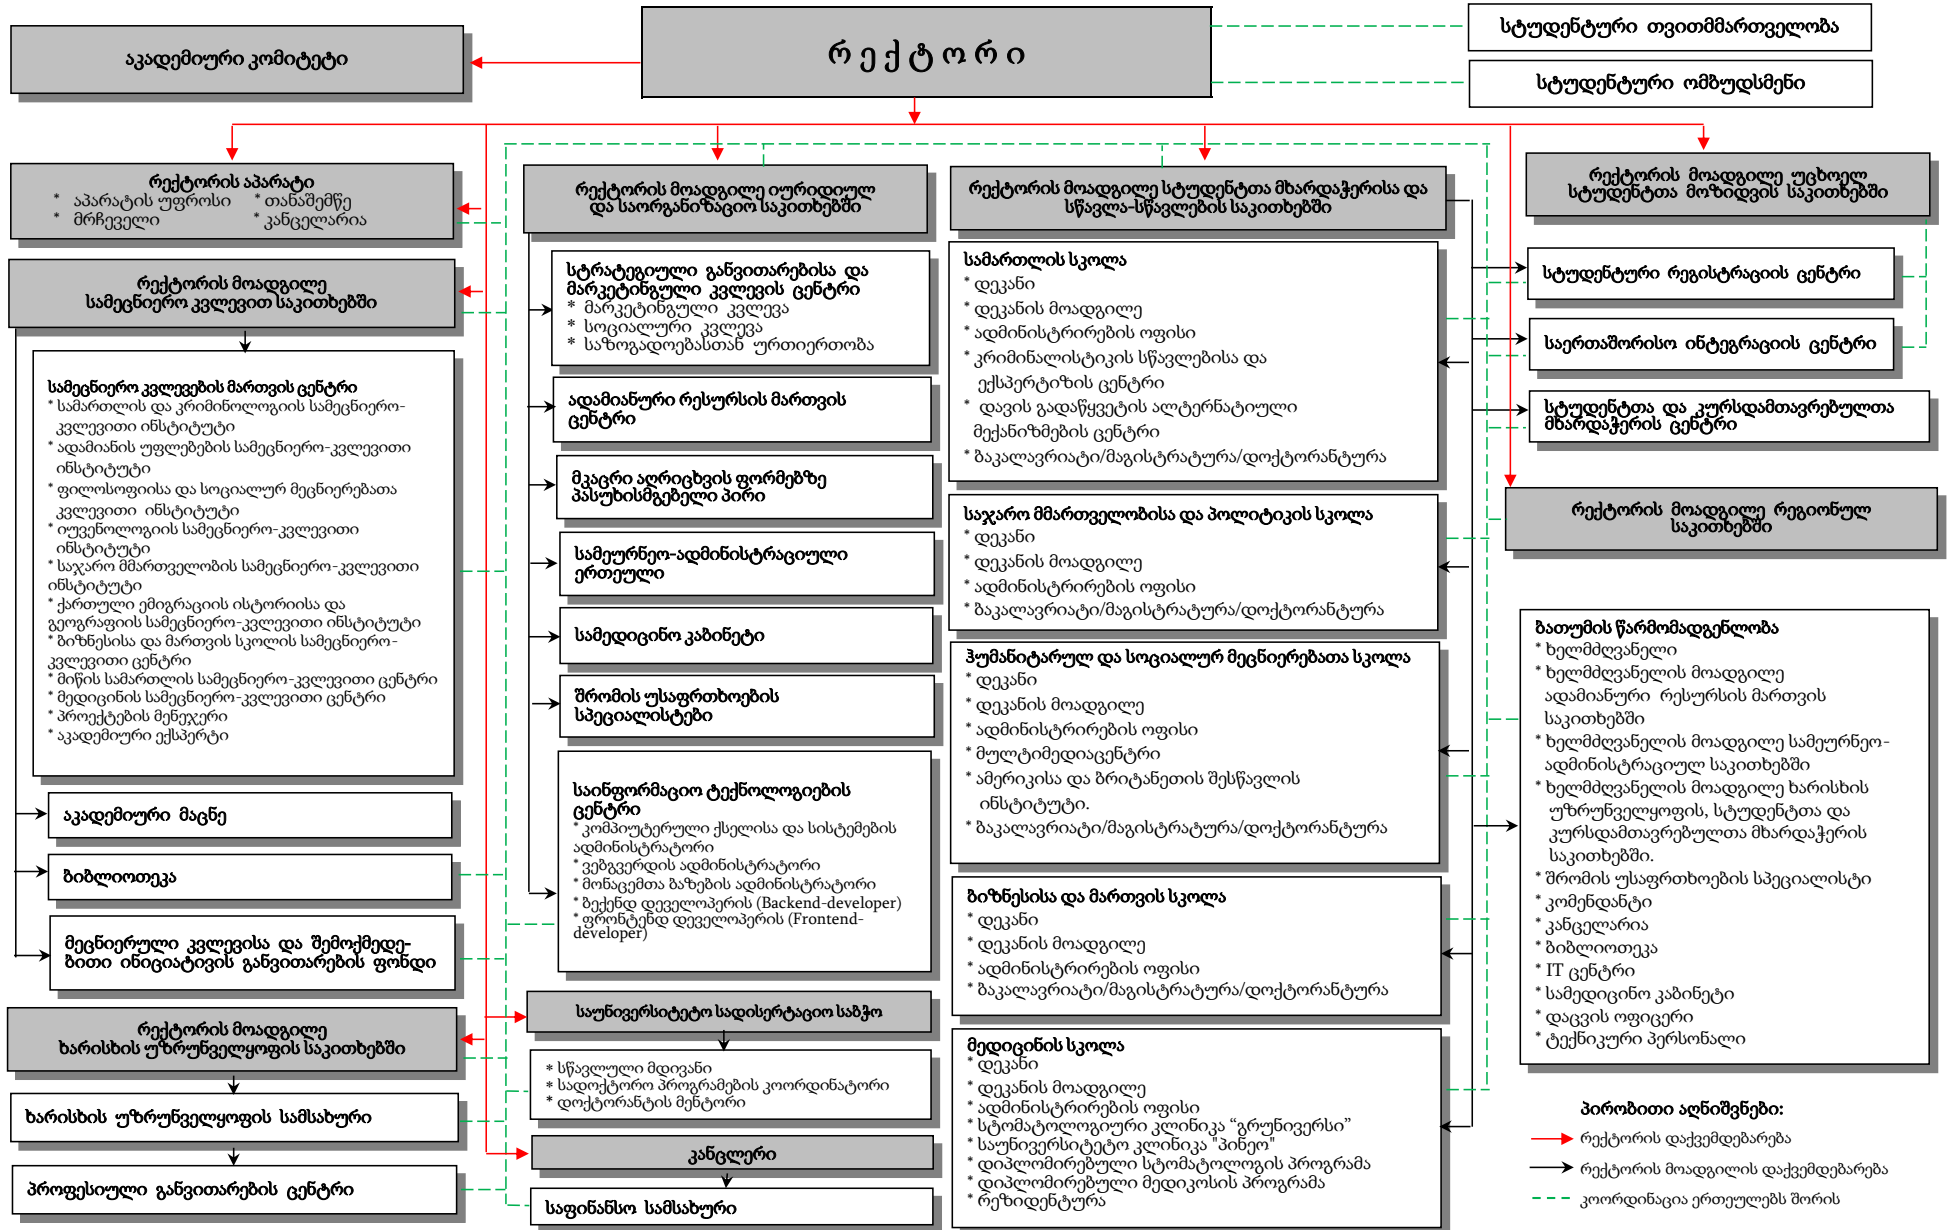 რექტორი
აკადემიური კომიტეტი
სტუდენტური თვითმმართველობა
სტუდენტური ომბუდსმენი
რექტორის აპარატი
* აპარატის უფროსი * თანაშემწე
* მრჩეველი * კანცელარია
რექტორის მოადგილე
სამეცნიერო კვლევით საკითხებში
სამეცნიერო კვლევების მართვის ცენტრი
* სამართლის და კრიმინოლოგიის სამეცნიერო-
კვლევითი ინსტიტუტი
* ადამიანის უფლებების სამეცნიერო-კვლევითი
ინსტიტუტი
* ფილოსოფიისა და სოციალურ მეცნიერებათა
კვლევითი ინსტიტუტი
* იუვენოლოგიის სამეცნიერო-კვლევითი
ინსტიტუტი
* საჯარო მმართველობის სამეცნიერო-კვლევითი
ინსტიტუტი
* ქართული ემიგრაციის ისტორიისა და
გეოგრაფიის სამეცნიერო-კვლევითი ინსტიტუტი
* ბიზნესისა და მართვის სკოლის სამეცნიერო-
კვლევითი ცენტრი
* მიწის სამართლის სამეცნიერო-კვლევითი ცენტრი
* მედიცინის სამეცნიერო-კვლევითი ცენტრი
* პროექტების მენეჯერი
* აკადემიური ექსპერტი
აკადემიური მაცნე
ბიბლიოთეკა
მეცნიერული კვლევისა და შემოქმედე-
ბითი ინიციატივის განვითარების ფონდი
რექტორის მოადგილე
ხარისხის უზრუნველყოფის საკითხებში
ხარისხის უზრუნველყოფის სამსახური
პროფესიული განვითარების ცენტრი
რექტორის მოადგილე იურიდიულ
და საორგანიზაციო საკითხებში
სტრატეგიული განვითარებისა და
მარკეტინგული კვლევის ცენტრი
* მარკეტინგული კვლევა
* სოციალური კვლევა
* საზოგადოებასთან ურთიერთობა
ადამიანური რესურსის მართვის
ცენტრი
მკაცრი აღრიცხვის ფორმებზე
პასუხისმგებელი პირი
სამეურნეო-ადმინისტრაციული
ერთეული
სამედიცინო კაბინეტი
შრომის უსაფრთხოების
სპეციალისტები
საინფორმაციო ტექნოლოგიების
ცენტრი
* კომპიუტერული ქსელისა და სისტემების
ადმინისტრატორი
* ვებგვერდის ადმინისტრატორი
* მონაცემთა ბაზების ადმინისტრატორი
* ბექენდ დეველოპერის (Backend-developer)
* ფრონტენდ დეველოპერის (Frontend-
developer)
საუნივერსიტეტო სადისერტაციო საბჭო
* სწავლული მდივანი
* სადოქტორო პროგრამების კოორდინატორი
* დოქტორანტის მენტორი
კანცლერი
საფინანსო სამსახური
რექტორის მოადგილე სტუდენტთა მხარდაჭერისა და
სწავლა-სწავლების საკითხებში
სამართლის სკოლა
* დეკანი
* დეკანის მოადგილე
* ადმინისტრირების ოფისი
* კრიმინალისტიკის სწავლებისა და
ექსპერტიზის ცენტრი
* დავის გადაწყვეტის ალტერნატიული
მექანიზმების ცენტრი
* ბაკალავრიატი/მაგისტრატურა/დოქტორანტურა
საჯარო მმართველობისა და პოლიტიკის სკოლა
* დეკანი
* დეკანის მოადგილე
* ადმინისტრირების ოფისი
* ბაკალავრიატი/მაგისტრატურა/დოქტორანტურა
ჰუმანიტარულ და სოციალურ მეცნიერებათა სკოლა
* დეკანი
* დეკანის მოადგილე
* ადმინისტრირების ოფისი
* მულტიმედიაცენტრი
* ამერიკისა და ბრიტანეთის შესწავლის
ინსტიტუტი.
* ბაკალავრიატი/მაგისტრატურა/დოქტორანტურა
ბიზნესისა და მართვის სკოლა
* დეკანი
* დეკანის მოადგილე
* ადმინისტრირების ოფისი
* ბაკალავრიატი/მაგისტრატურა/დოქტორანტურა
მედიცინის სკოლა
* დეკანი
* დეკანის მოადგილე
* ადმინისტრირების ოფისი
* სტომატოლოგიური კლინიკა “გრუნივერსი”
* საუნივერსიტეტო კლინიკა "პინეო"
* დიპლომირებული სტომატოლოგის პროგრამა
* დიპლომირებული მედიკოსის პროგრამა
* რეზიდენტურა
რექტორის მოადგილე უცხოელ
სტუდენტთა მოზიდვის საკითხებში
სტუდენტური რეგისტრაციის ცენტრი
საერთაშორისო ინტეგრაციის ცენტრი
სტუდენტთა და კურსდამთავრებულთა
მხარდაჭერის ცენტრი
რექტორის მოადგილე რეგიონულ
საკითხებში
ბათუმის წარმომადგენლობა
* ხელმძღვანელი
* ხელმძღვანელის მოადგილე
ადამიანური რესურსის მართვის
საკითხებში
* ხელმძღვანელის მოადგილე სამეურნეო-
ადმინისტრაციულ საკითხებში
* ხელმძღვანელის მოადგილე ხარისხის
უზრუნველყოფის, სტუდენტთა და
კურსდამთავრებულთა მხარდაჭერის
საკითხებში.
* შრომის უსაფრთხოების სპეციალისტი
* კომენდანტი
* კანცელარია
* ბიბლიოთეკა
* IT ცენტრი
* სამედიცინო კაბინეტი
* დაცვის ოფიცერი
* ტექნიკური პერსონალი
პირობითი აღნიშვნები:
რექტორის დაქვემდებარება
რექტორის მოადგილის დაქვემდებარება
კოორდინაცია ერთეულებს შორის